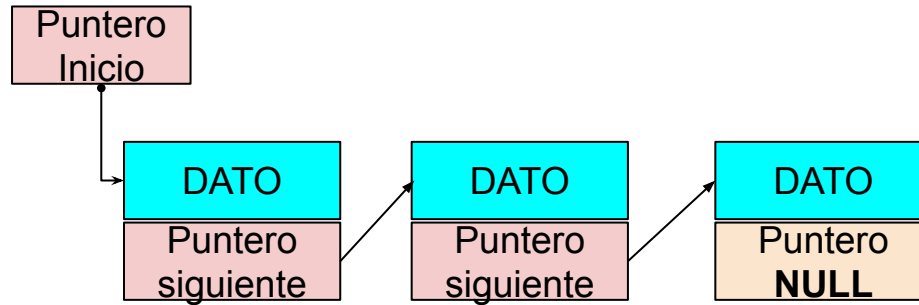 Puntero
Inicio
DATO
DATO
DATO
Puntero
siguiente
Puntero
siguiente
Puntero
NULL